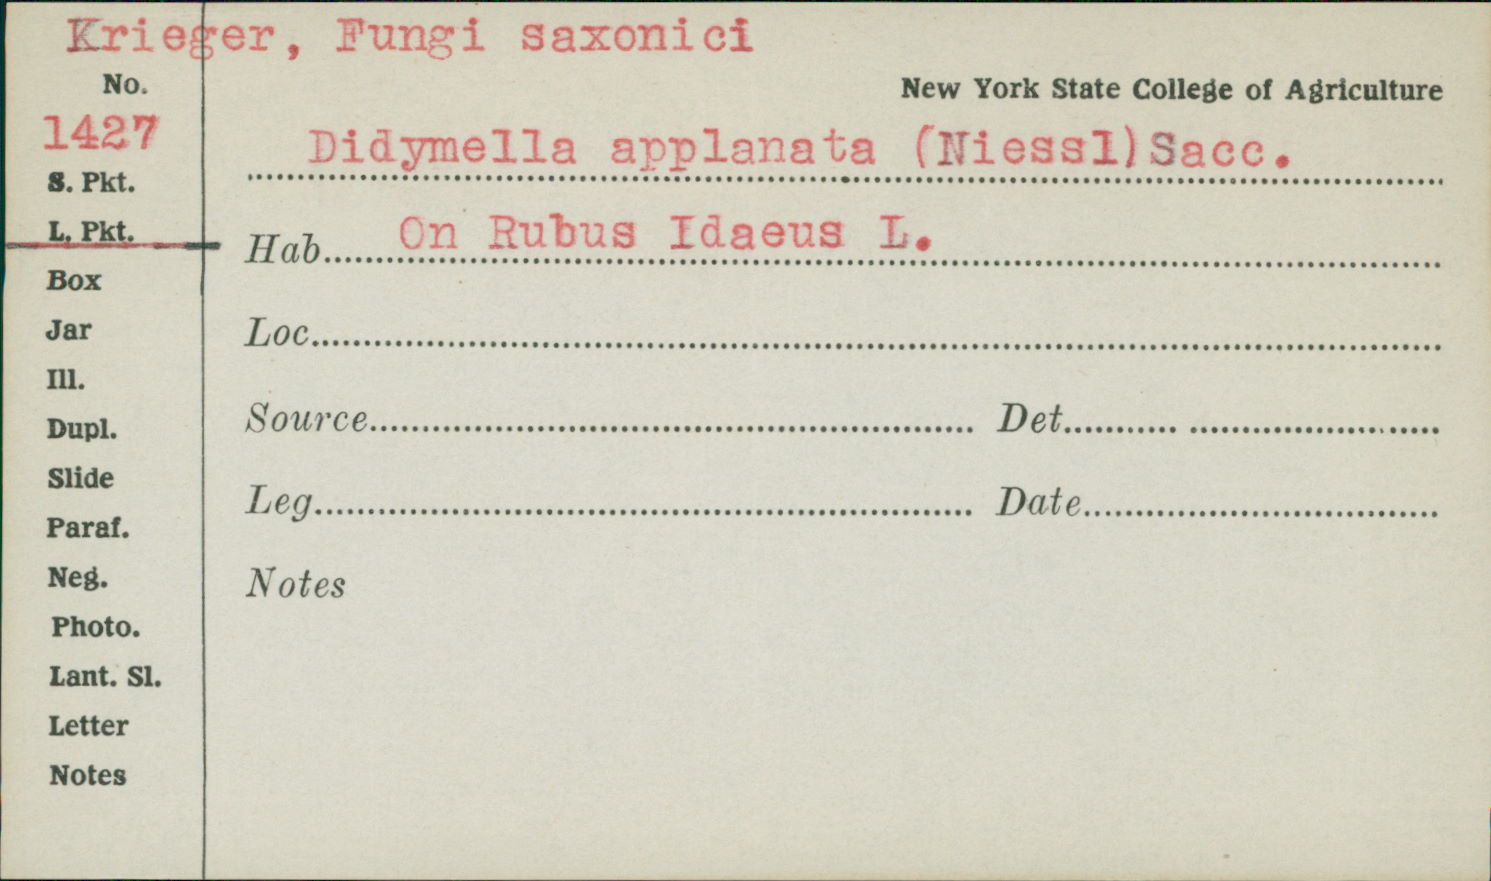 Krieger, Fungi saxonici
No.
New York State College of Agriculture
1427
Didymella applanata (Niessl)Sacc.
S. Pkt.
L. Pkt.
Hab. On Rubus Idaeus L.
Box
Jar
Loc.
Ill.
Dupl.
Source Det.
Slide
Leg. Date
Paraf.
Neg.
Notes
Photo.
Lant. Sl.
Letter
Notes